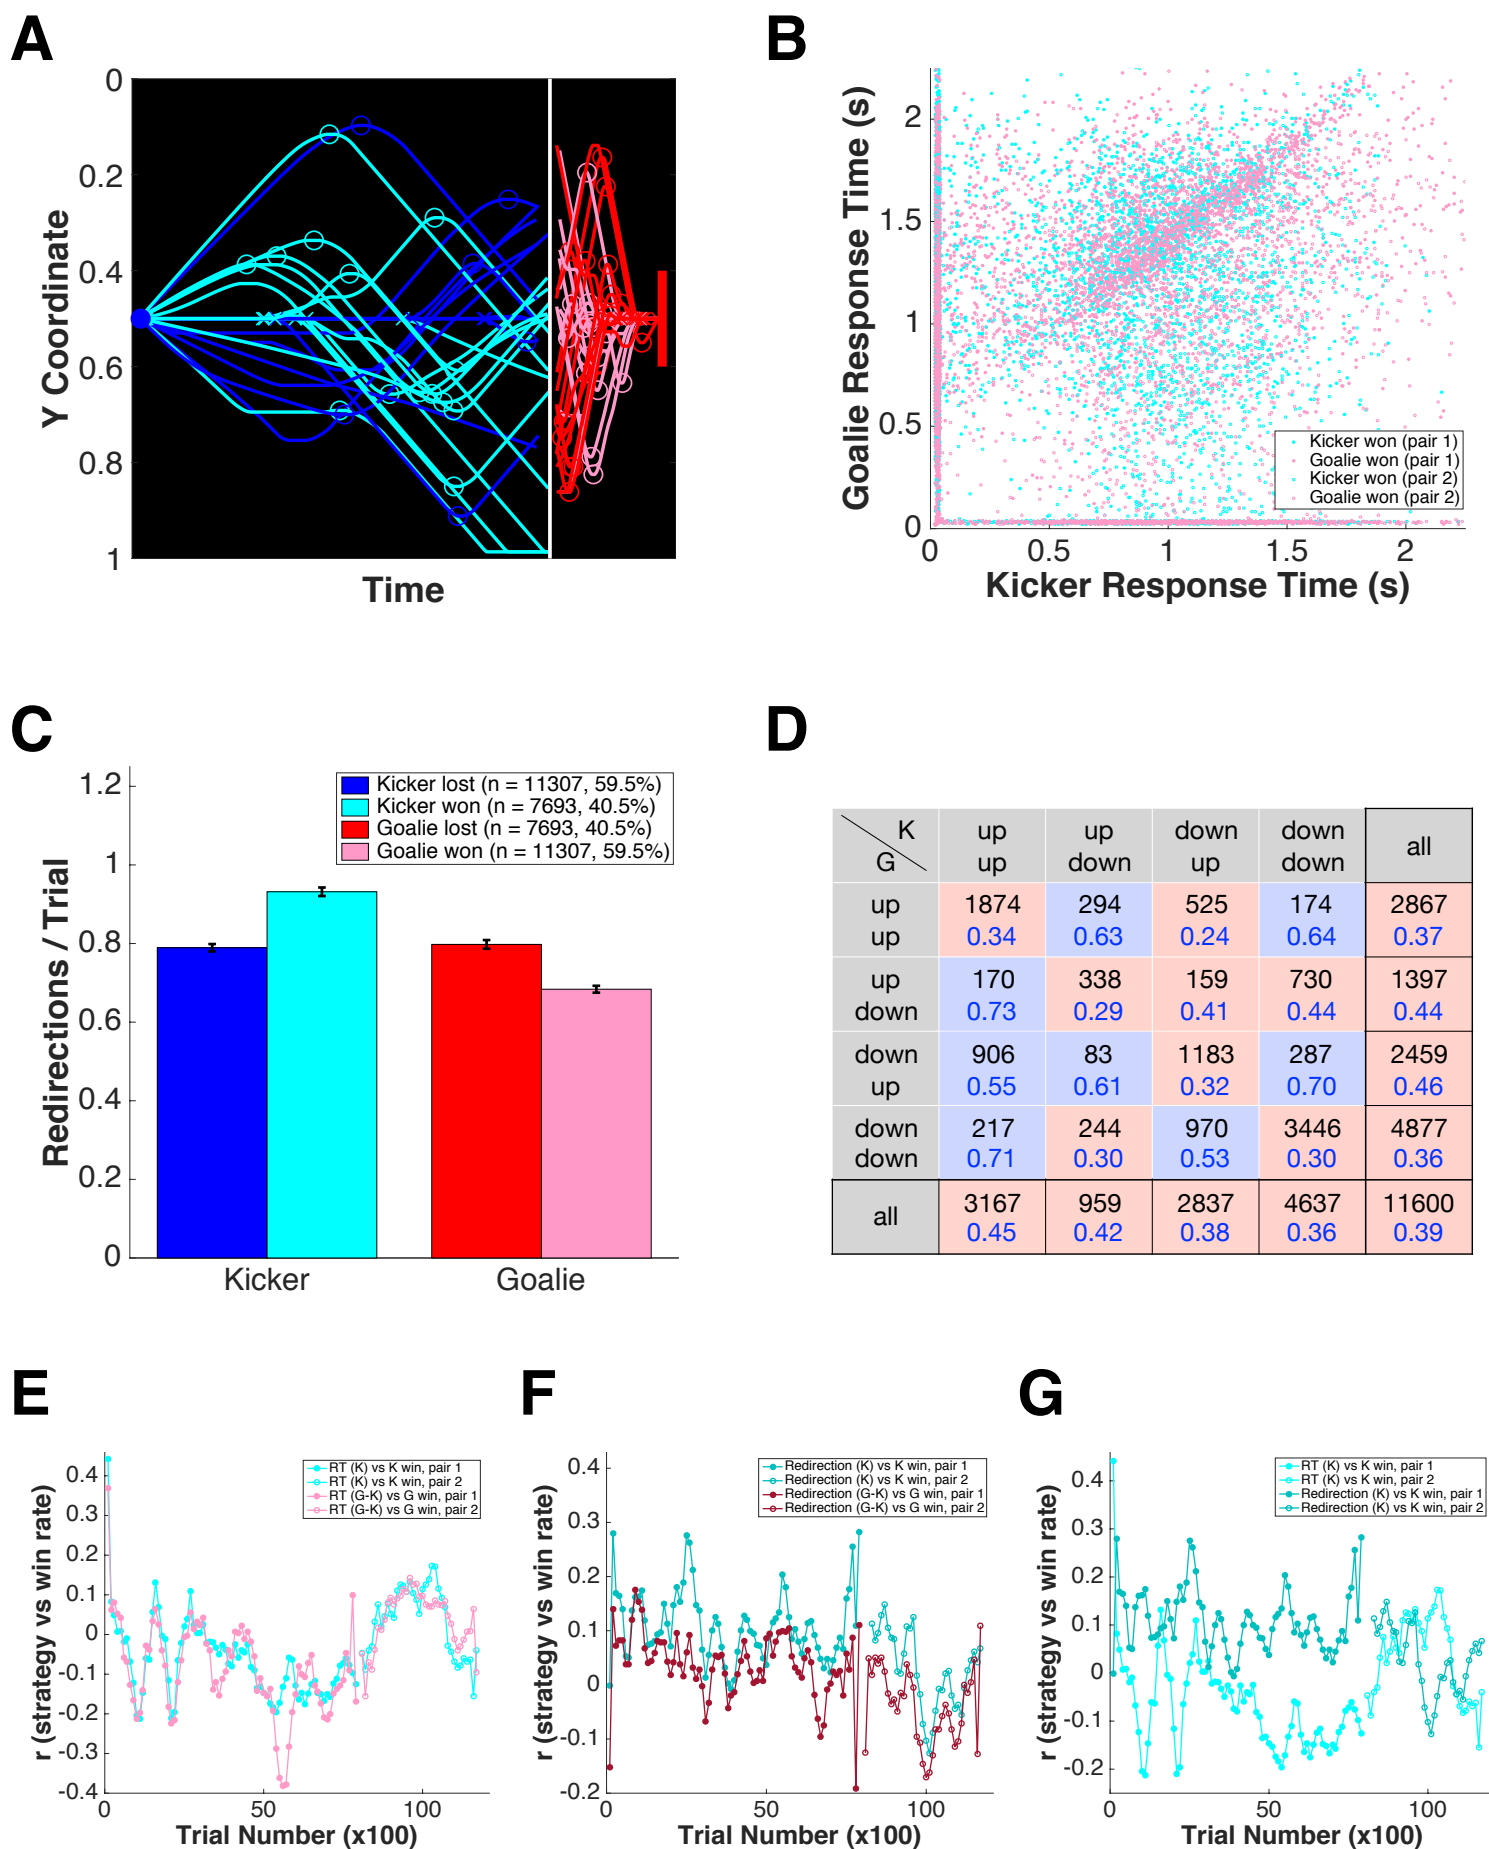 A
0
0.2
0.4
0.6
0.8
1
Y Coordinate
Time
B
2
1.5
1
0.5
0
Goalie Response Time (s)
Kicker won (pair 1)
Goalie won (pair 1)
Kicker won (pair 2)
Goalie won (pair 2)
0 0.5 1 1.5 2
Kicker Response Time (s)
C
1.2
1
0.8
0.6
0.4
0.2
0
Redirections / Trial
Kicker lost (n = 11307, 59.5%)
Kicker won (n = 7693, 40.5%)
Goalie lost (n = 7693, 40.5%)
Goalie won (n = 11307, 59.5%)
Kicker Goalie
D
K up up down down all
G up down up down
up 1874 294 525 174 2867
up 0.34 0.63 0.24 0.64 0.37
up 170 338 159 730 1397
down 0.73 0.29 0.41 0.44 0.44
down 906 83 1183 287 2459
up 0.55 0.61 0.32 0.70 0.46
down 217 244 970 3446 4877
down 0.71 0.30 0.53 0.30 0.36
all 3167 959 2837 4637 11600
0.45 0.42 0.38 0.36 0.39
E
0.4
0.3
0.2
0.1
0
-0.1
-0.2
-0.3
-0.4
r (strategy vs win rate)
RT (K) vs K win, pair 1
RT (K) vs K win, pair 2
RT (G-K) vs G win, pair 1
RT (G-K) vs G win, pair 2
0 50 100
Trial Number (x100)
F
0.4
0.3
0.2
0.1
0
-0.1
-0.2
r (strategy vs win rate)
Redirection (K) vs K win, pair 1
Redirection (K) vs K win, pair 2
Redirection (G-K) vs G win, pair 1
Redirection (G-K) vs G win, pair 2
0 50 100
Trial Number (x100)
G
0.4
0.3
0.2
0.1
0
-0.1
-0.2
r (strategy vs win rate)
RT (K) vs K win, pair 1
RT (K) vs K win, pair 2
Redirection (K) vs K win, pair 1
Redirection (K) vs K win, pair 2
0 50 100
Trial Number (x100)